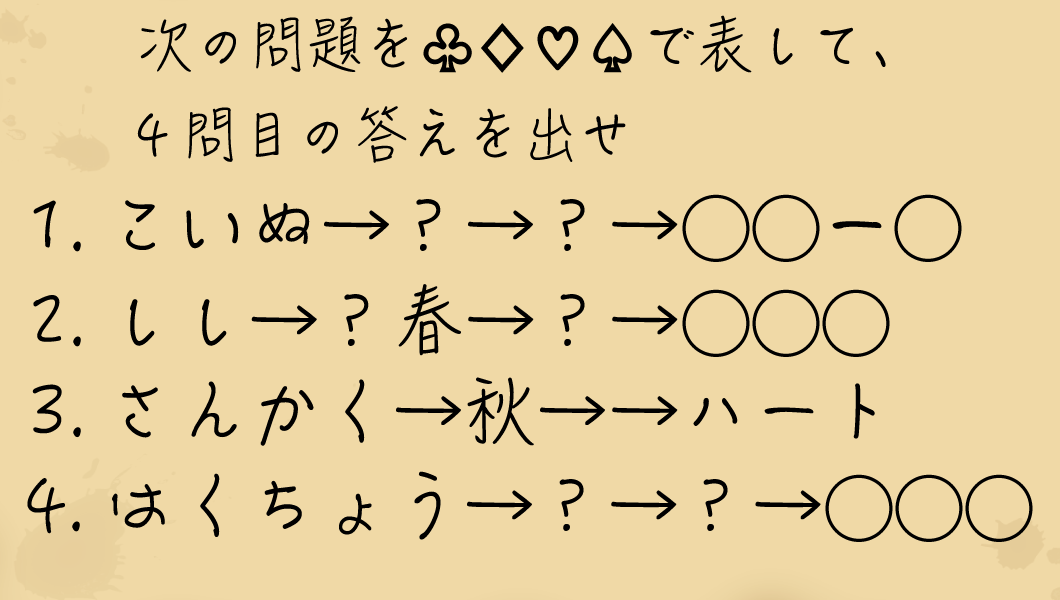 次の問題を♧♢♡♤で表して、
4問目の答えを出せ
1. こいぬ→?→?→○○ー○
2. しし→?春→?→○○○
3. さんかく→秋→→ハート
4. はくちょう→?→?→○○○